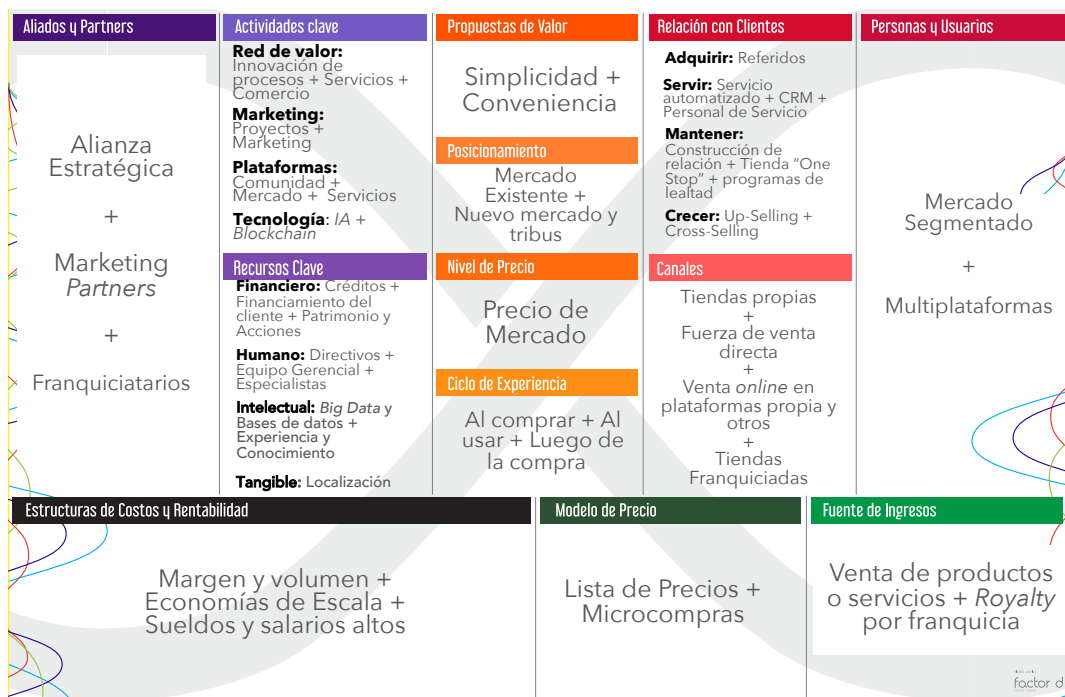 Aliados y Partners
Alianza
Estratégica
+
Marketing
Partners
+
Franquiciatarios
Actividades clave
Red de valor:
Innovación de
procesos + Servicios +
Comercio
Marketing:
Proyectos +
Marketing
Plataformas:
Comunidad +
Mercado + Servicios
Tecnología: IA +
Blockchain
Recursos Clave
Financiero: Créditos +
Financiamiento del
cliente + Patrimonio y
Acciones
Humano: Directivos +
Equipo Gerencial +
Especialistas
Intelectual: Big Data y
Bases de datos +
Experiencia y
Conocimiento
Tangible: Localización
Propuestas de Valor
Simplicidad +
Conveniencia
Posicionamiento
Mercado
Existente +
Nuevo mercado y
tribus
Nivel de Precio
Precio de
Mercado
Ciclo de Experiencia
Al comprar + Al
usar + Luego de
la compra
Relación con Clientes
Adquirir: Referidos
Servir: Servicio
automatizado + CRM +
Personal de Servicio
Mantener:
Construcción de
relación + Tienda “One
Stop” + programas de
lealtad
Crecer: Up-Selling +
Cross-Selling
Canales
Tiendas propias
+
Fuerza de venta
directa
+
Venta online en
plataformas propia y
otros
+
Tiendas
Franquiciadas
Personas y Usuarios
Mercado
Segmentado
+
Multiplataformas
Estructuras de Costos y Rentabilidad
Margen y volumen +
Economías de Escala +
Sueldos y salarios altos
Modelo de Precio
Lista de Precios +
Microcompras
Fuente de Ingresos
Venta de productos
o servicios + Royalty
por franquicia
factor d